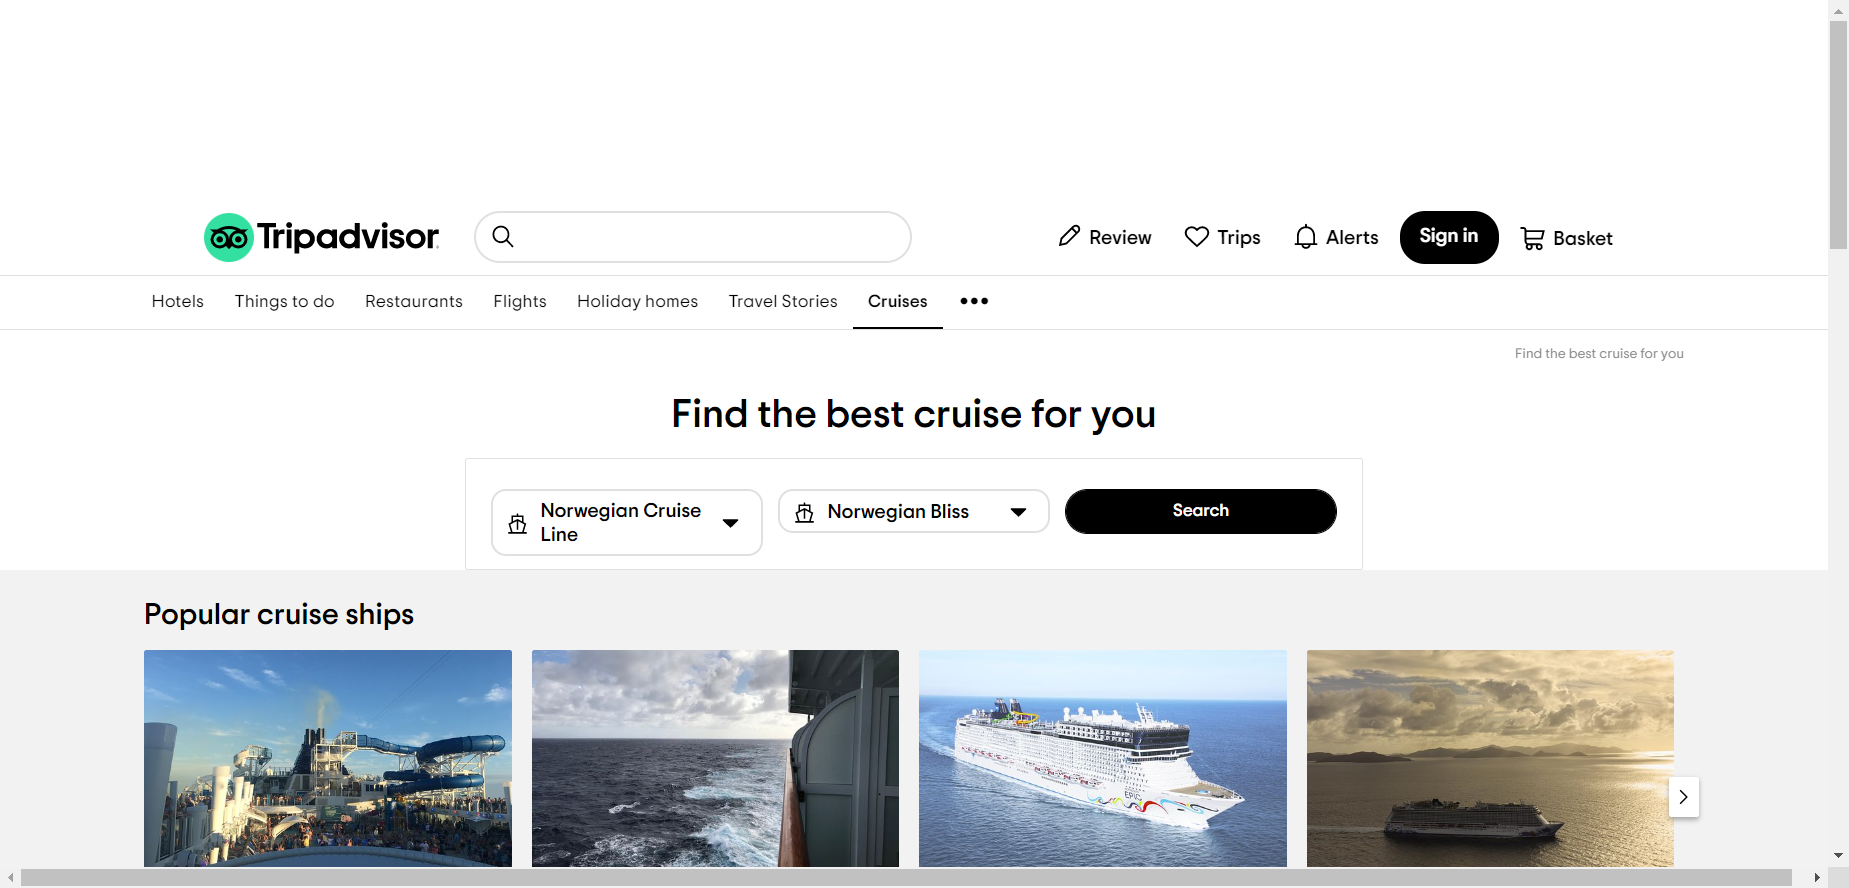 Tripadvisor
Review
Trips
Alerts
Sign in
Basket
Hotels
Things to do
Restaurants
Flights
Holiday homes
Travel Stories
Cruises
Find the best cruise for you
Find the best cruise for you
Norwegian Cruise
Line
Norwegian Bliss
Search
Popular cruise ships
EPIC